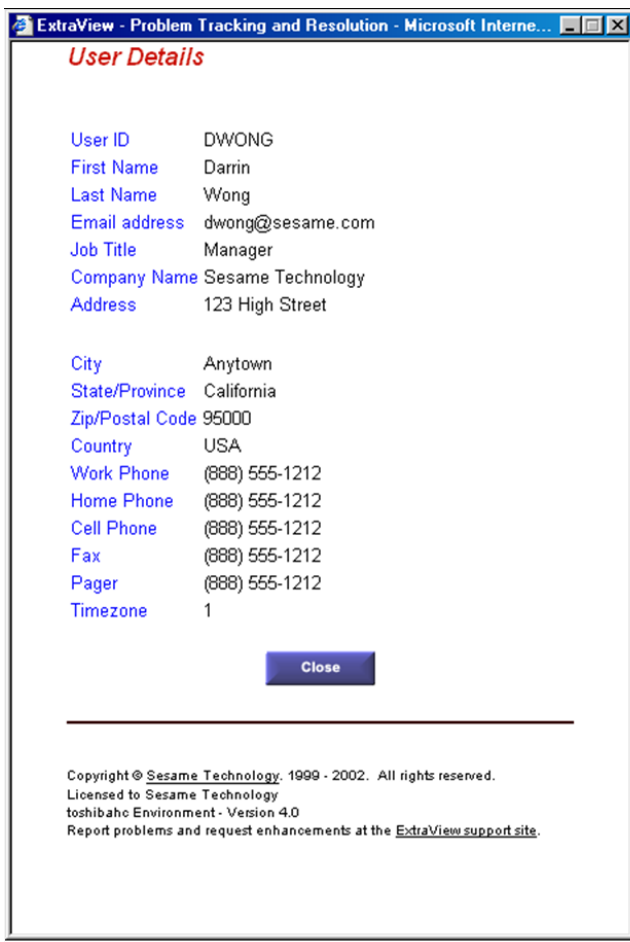 ExtraView - Problem Tracking and Resolution - Microsoft Interne...
User Details
User ID DWONG
First Name Darrin
Last Name Wong
Email address dwong@sesame.com
Job Title Manager
Company Name Sesame Technology
Address 123 High Street
City Anytown
State/Province California
Zip/Postal Code 95000
Country USA
Work Phone (888) 555-1212
Home Phone (888) 555-1212
Cell Phone (888) 555-1212
Fax (888) 555-1212
Pager (888) 555-1212
Timezone 1
Close
Copyright © Sesame Technology. 1999 - 2002. All rights reserved.
Licensed to Sesame Technology
toshibahc Environment - Version 4.0
Report problems and request enhancements at the ExtraView support site.